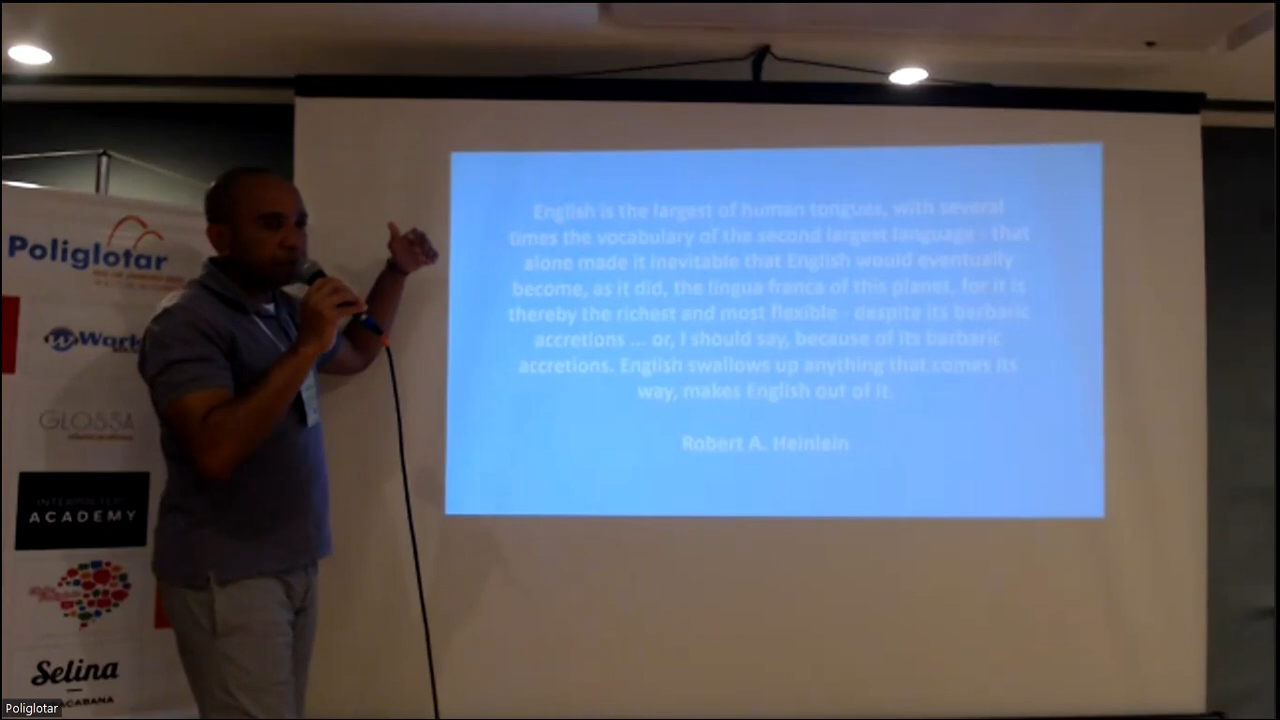 Poliglotar
Work
GLOSSA
ACADEMY
Selina
ACABANA
English is the largest of human tongues, with several
times the vocabulary of the second largest language - that
alone made it inevitable that English would eventually
become, as it did, the lingua franca of this planet, for it is
thereby the richest and most flexible - despite its barbaric
accretions ... or, I should say, because of its barbaric
accretions. English swallows up anything that comes its
way, makes English out of it.
Robert A. Heinlein
Poliglotar